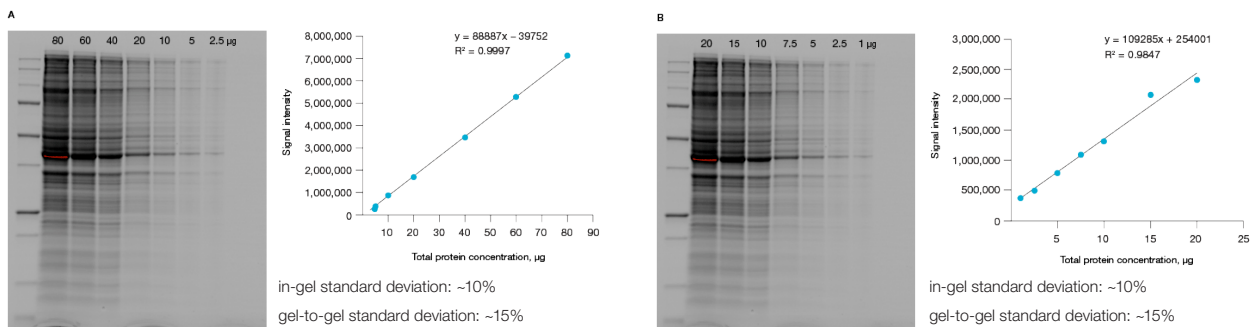 A
80 60 40 20 10 5 2.5 µg
y = 88887x – 39752
R² = 0.9997
Signal intensity
8,000,000
7,000,000
6,000,000
5,000,000
4,000,000
3,000,000
2,000,000
1,000,000
0
10 20 30 40 50 60 70 80 90
Total protein concentration, µg
in-gel standard deviation: ~10%
gel-to-gel standard deviation: ~15%
B
20 15 10 7.5 5 2.5 1 µg
y = 109285x + 254001
R² = 0.9847
Signal intensity
3,000,000
2,500,000
2,000,000
1,500,000
1,000,000
500,000
0
5 10 15 20 25
Total protein concentration, µg
in-gel standard deviation: ~10%
gel-to-gel standard deviation: ~15%